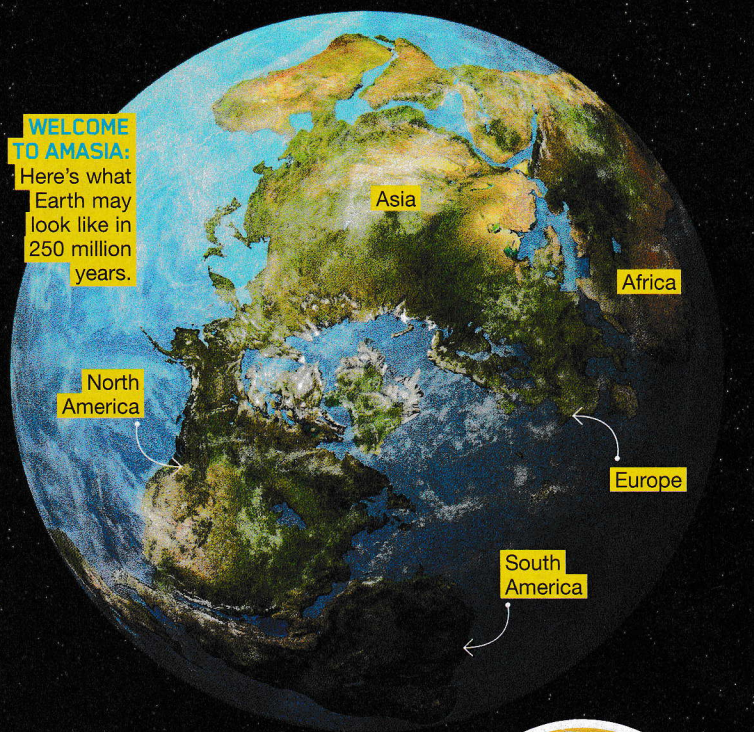 WELCOME
TO AMASIA:
Here's what
Earth may
look like in
250 million
years.
Asia
Africa
North
America
Europe
South
America